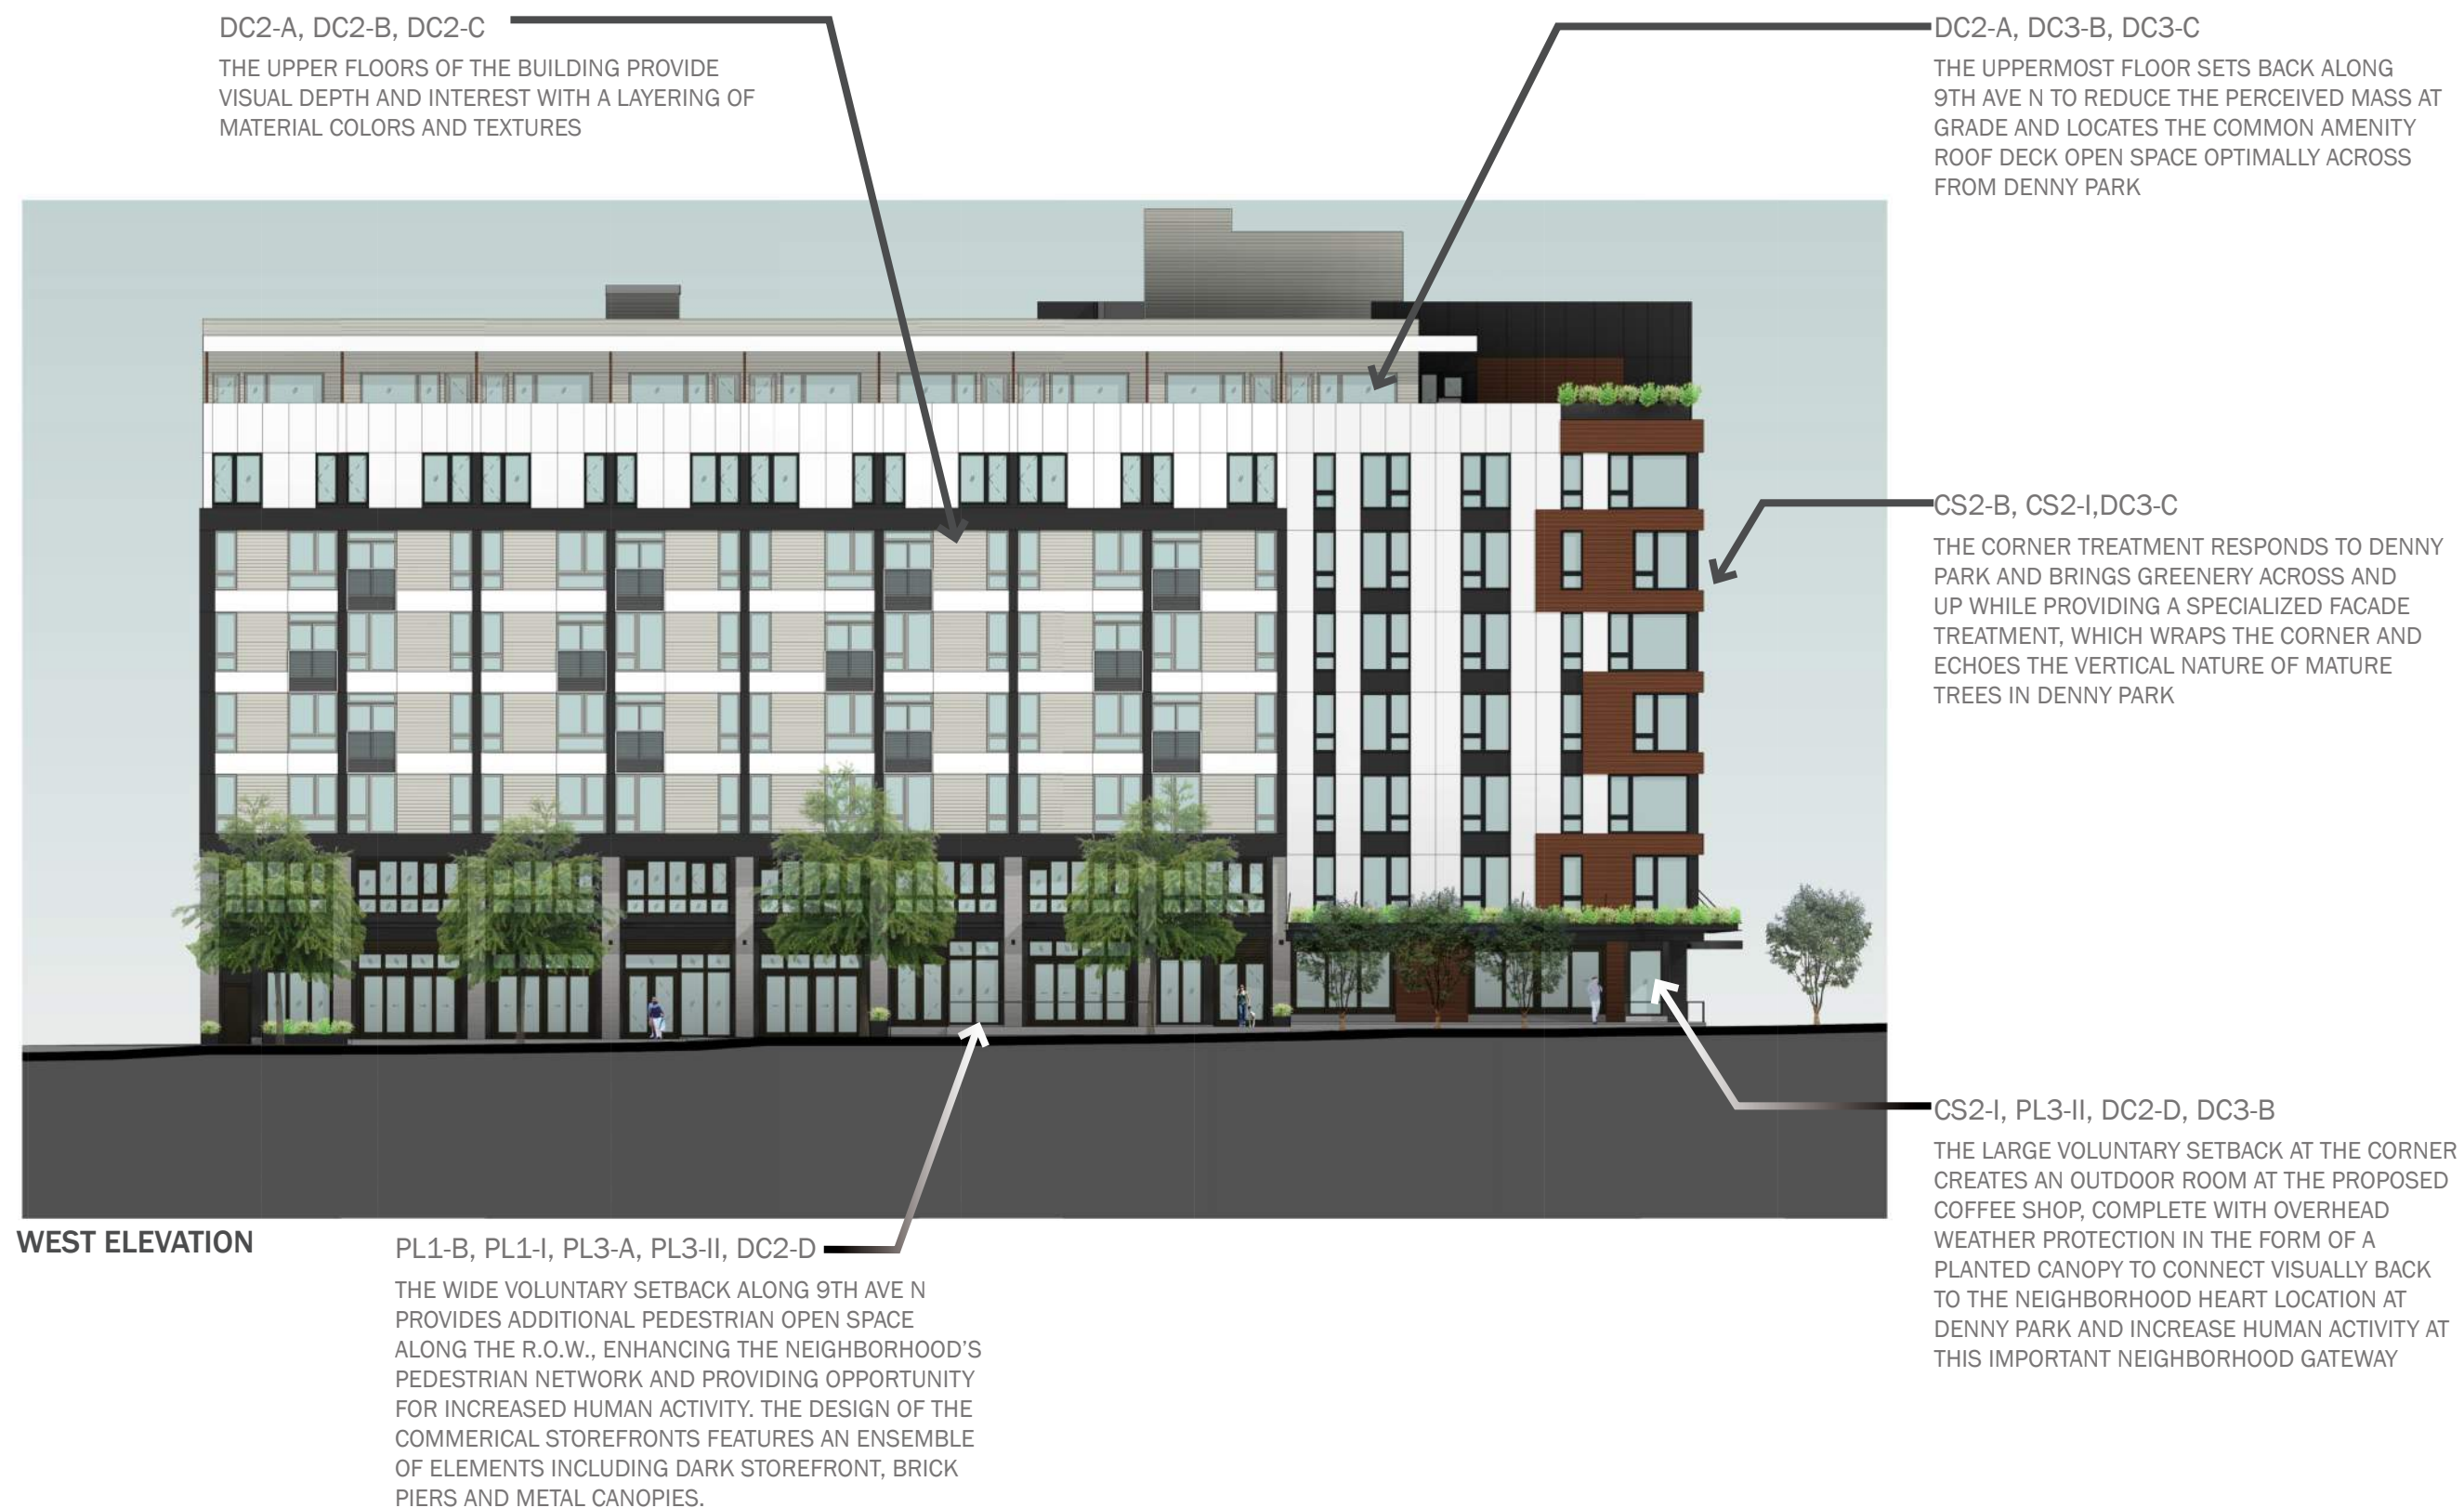 DC2-A, DC2-B, DC2-C
THE UPPER FLOORS OF THE BUILDING PROVIDE
VISUAL DEPTH AND INTEREST WITH A LAYERING OF
MATERIAL COLORS AND TEXTURES
DC2-A, DC3-B, DC3-C
THE UPPERMOST FLOOR SETS BACK ALONG
9TH AVE N TO REDUCE THE PERCEIVED MASS AT
GRADE AND LOCATES THE COMMON AMENITY
ROOF DECK OPEN SPACE OPTIMALLY ACROSS
FROM DENNY PARK
CS2-B, CS2-I,DC3-C
THE CORNER TREATMENT RESPONDS TO DENNY
PARK AND BRINGS GREENERY ACROSS AND
UP WHILE PROVIDING A SPECIALIZED FACADE
TREATMENT, WHICH WRAPS THE CORNER AND
ECHOES THE VERTICAL NATURE OF MATURE
TREES IN DENNY PARK
CS2-I, PL3-II, DC2-D, DC3-B
THE LARGE VOLUNTARY SETBACK AT THE CORNER
CREATES AN OUTDOOR ROOM AT THE PROPOSED
COFFEE SHOP, COMPLETE WITH OVERHEAD
WEATHER PROTECTION IN THE FORM OF A
PLANTED CANOPY TO CONNECT VISUALLY BACK
TO THE NEIGHBORHOOD HEART LOCATION AT
DENNY PARK AND INCREASE HUMAN ACTIVITY AT
THIS IMPORTANT NEIGHBORHOOD GATEWAY
WEST ELEVATION
PL1-B, PL1-I, PL3-A, PL3-II, DC2-D
THE WIDE VOLUNTARY SETBACK ALONG 9TH AVE N
PROVIDES ADDITIONAL PEDESTRIAN OPEN SPACE
ALONG THE R.O.W., ENHANCING THE NEIGHBORHOOD'S
PEDESTRIAN NETWORK AND PROVIDING OPPORTUNITY
FOR INCREASED HUMAN ACTIVITY. THE DESIGN OF THE
COMMERICAL STOREFRONTS FEATURES AN ENSEMBLE
OF ELEMENTS INCLUDING DARK STOREFRONT, BRICK
PIERS AND METAL CANOPIES.